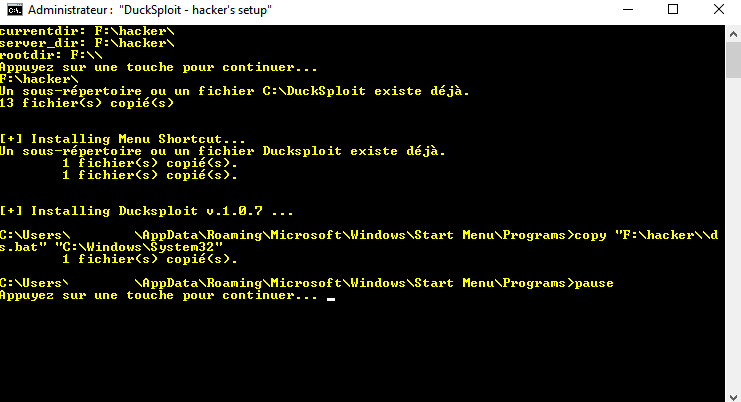 Administrateur : "DuckSploit - hacker's setup"
currentdir: F:\hacker\
server_dir: F:\hacker\
rootdir: F:\\
Appuyez sur une touche pour continuer...
F:\hacker\
Un sous-répertoire ou un fichier C:\DuckSploit existe déjà.
13 fichier(s) copié(s)
[+] Installing Menu Shortcut...
Un sous-répertoire ou un fichier Ducksploit existe déjà.
1 fichier(s) copié(s).
1 fichier(s) copié(s).
[+] Installing Ducksploit v.1.0.7 ...
C:\Users\ \AppData\Roaming\Microsoft\Windows\Start Menu\Programs>copy "F:\hacker\\d
s.bat" "C:\Windows\System32"
1 fichier(s) copié(s).
C:\Users\ \AppData\Roaming\Microsoft\Windows\Start Menu\Programs>pause
Appuyez sur une touche pour continuer... _